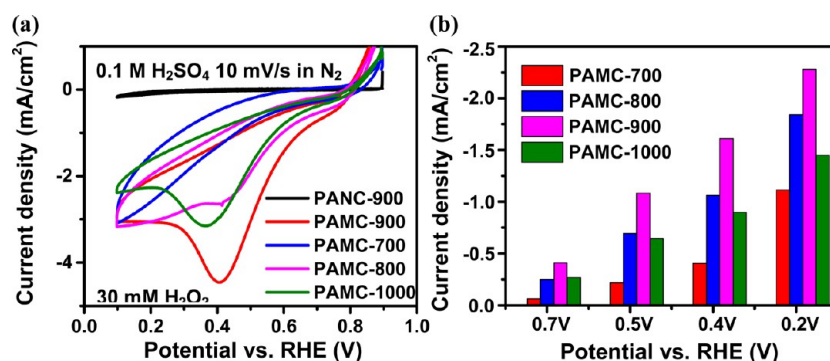 (a)
Current density (mA/cm²)
0
-2
-4
0.1 M H₂SO₄ 10 mV/s in N₂
PANC-900
PAMC-900
PAMC-700
PAMC-800
PAMC-1000
30 mM H₂O₂
0.0 0.2 0.4 0.6 0.8 1.0
Potential vs. RHE (V)
(b)
Current density (mA/cm²)
-2.5
-2.0
-1.5
-1.0
-0.5
0.0
PAMC-700
PAMC-800
PAMC-900
PAMC-1000
0.7V 0.5V 0.4V 0.2V
Potential vs. RHE (V)